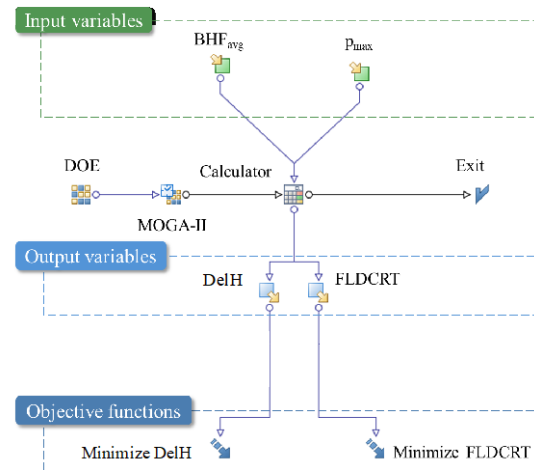 Input variables
BHFavg
pmax
DOE
Calculator
Exit
MOGA-II
Output variables
DelH
FLDCRT
Objective functions
Minimize DelH
Minimize FLDCRT